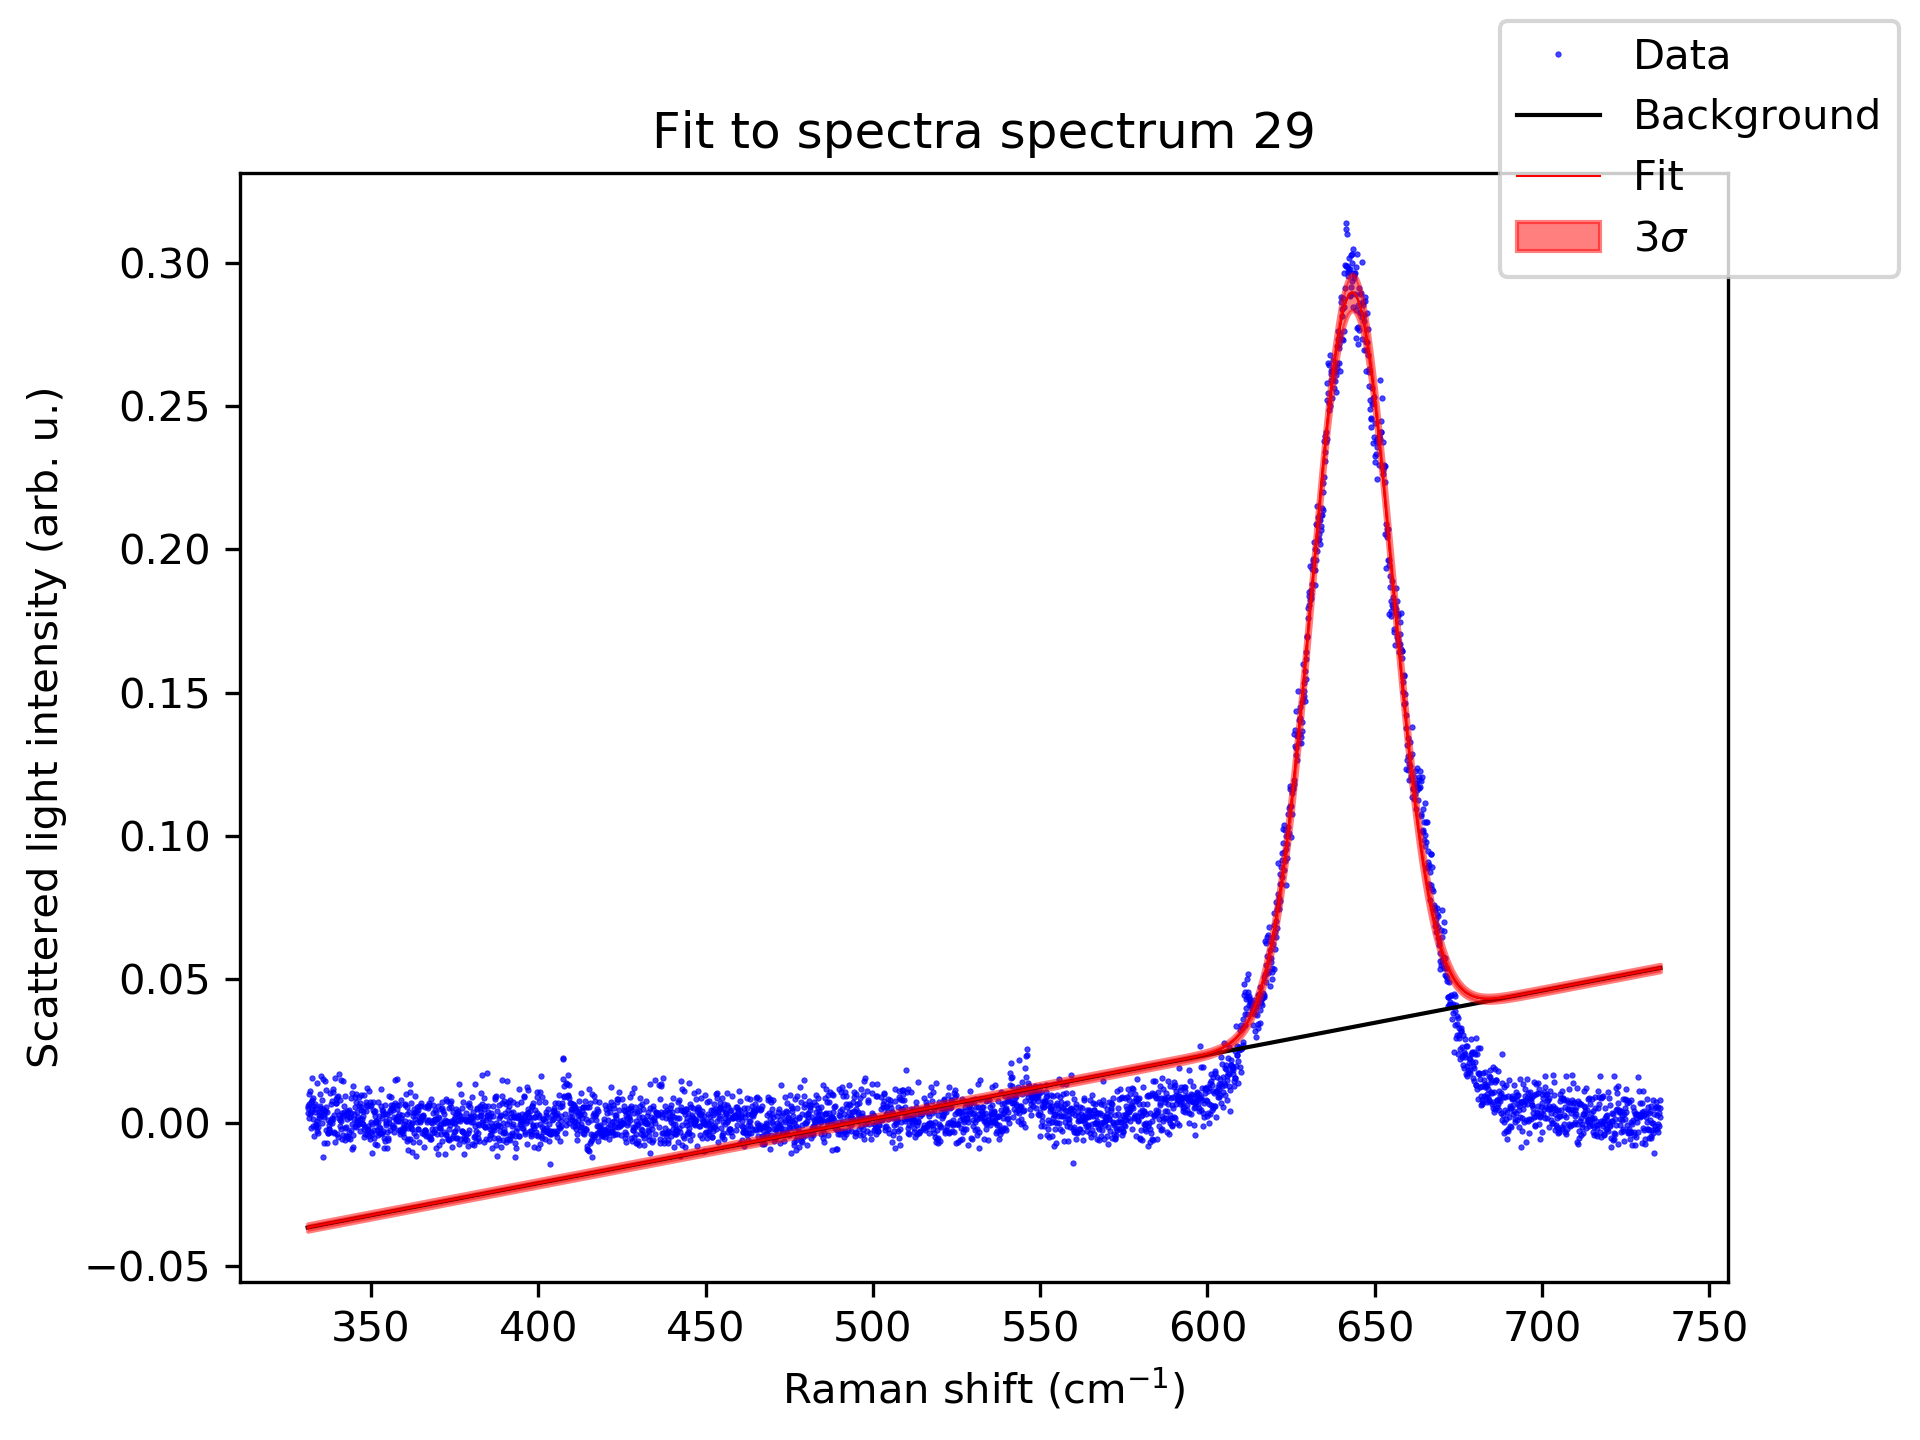 Data
Background
Fit
3σ
Fit to spectra spectrum 29
Scattered light intensity (arb. u.)
0.30
0.25
0.20
0.15
0.10
0.05
0.00
−0.05
350 400 450 500 550 600 650 700 750
Raman shift (cm⁻¹)